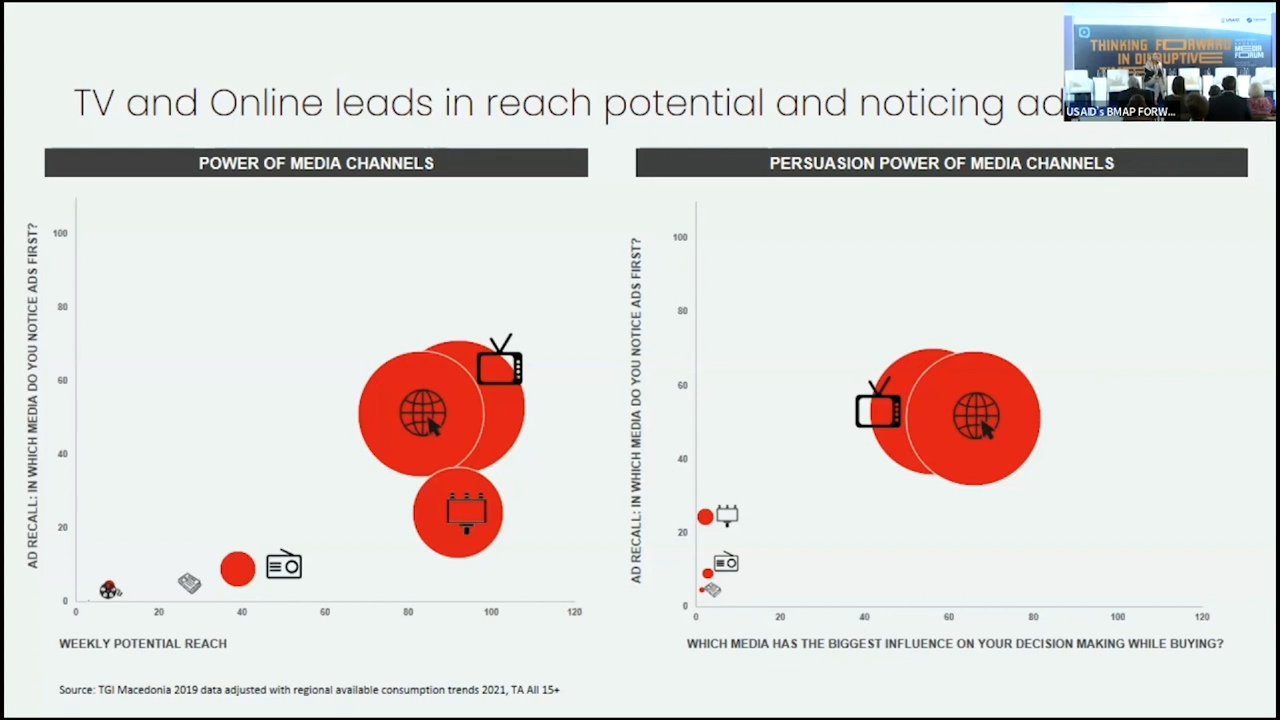 TV and Online leads in reach potential and noticing ad
USAID
THINKING FORWARD
IN DISRUPTIVE
MEDIA
FORUM
USAID's BMAP FORW...
POWER OF MEDIA CHANNELS
AD RECALL: IN WHICH MEDIA DO YOU NOTICE ADS FIRST?
100
80
60
40
20
0
0 20 40 60 80 100 120
WEEKLY POTENTIAL REACH
PERSUASION POWER OF MEDIA CHANNELS
AD RECALL: IN WHICH MEDIA DO YOU NOTICE ADS FIRST?
100
80
60
40
20
0
0 20 40 60 80 100 120
WHICH MEDIA HAS THE BIGGEST INFLUENCE ON YOUR DECISION MAKING WHILE BUYING?
Source: TGI Macedonia 2019 data adjusted with regional available consumption trends 2021, TA All 15+